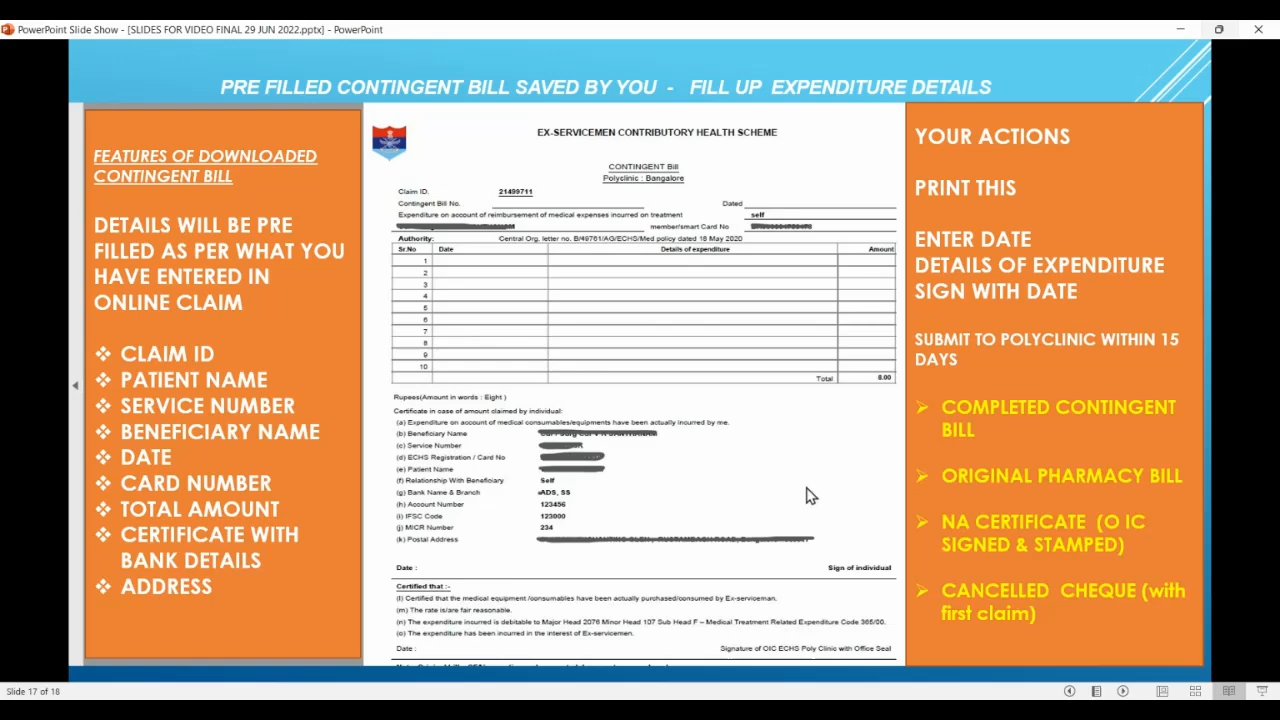 PowerPoint Slide Show - [SLIDES FOR VIDEO FINAL 29 JUN 2022.pptx] - PowerPoint
PRE FILLED CONTINGENT BILL SAVED BY YOU - FILL UP EXPENDITURE DETAILS
FEATURES OF DOWNLOADED
CONTINGENT BILL
DETAILS WILL BE PRE
FILLED AS PER WHAT YOU
HAVE ENTERED IN
ONLINE CLAIM
❖ CLAIM ID
❖ PATIENT NAME
❖ SERVICE NUMBER
❖ BENEFICIARY NAME
❖ DATE
❖ CARD NUMBER
❖ TOTAL AMOUNT
❖ CERTIFICATE WITH
BANK DETAILS
❖ ADDRESS
EX-SERVICEMEN CONTRIBUTORY HEALTH SCHEME
CONTINGENT Bill
Polyclinic : Bangalore
Claim ID. 21499711
Contingent Bill No. Dated
Expenditure on account of reimbursement of medical expenses incurred on treatment self
member/smart Card No
Authority: Central Org. letter no. B/49761/AG/ECHS/Med policy dated 18 May 2020
Sr.No Date Details of expenditure Amount
1
2
3
4
5
6
7
8
9
10
Total 8.00
Rupees(Amount in words : Eight )
Certificate in case of amount claimed by individual:
(a) Expenditure on account of medical consumables/equipments have been actually incurred by me.
(b) Beneficiary Name
(c) Service Number
(d) ECHS Registration / Card No
(e) Patient Name
(f) Relationship With Beneficiary Self
(g) Bank Name & Branch ADS, SS
(h) Account Number 123456
(i) IFSC Code 123000
(j) MICR Number 234
(k) Postal Address
Date : Sign of individual
Certified that :-
(l) Certified that the medical equipment /consumables have been actually purchased/consumed by Ex-serviceman.
(m) The rate is/are fair reasonable.
(n) The expenditure incurred is debitable to Major Head 2076 Minor Head 107 Sub Head F – Medical Treatment Related Expenditure Code 365/00.
(o) The expenditure has been incurred in the interest of Ex-servicemen.
Date : Signature of OIC ECHS Poly Clinic with Office Seal
YOUR ACTIONS
PRINT THIS
ENTER DATE
DETAILS OF EXPENDITURE
SIGN WITH DATE
SUBMIT TO POLYCLINIC WITHIN 15
DAYS
➢ COMPLETED CONTINGENT
BILL
➢ ORIGINAL PHARMACY BILL
➢ NA CERTIFICATE (O IC
SIGNED & STAMPED)
➢ CANCELLED CHEQUE (with
first claim)
Slide 17 of 18